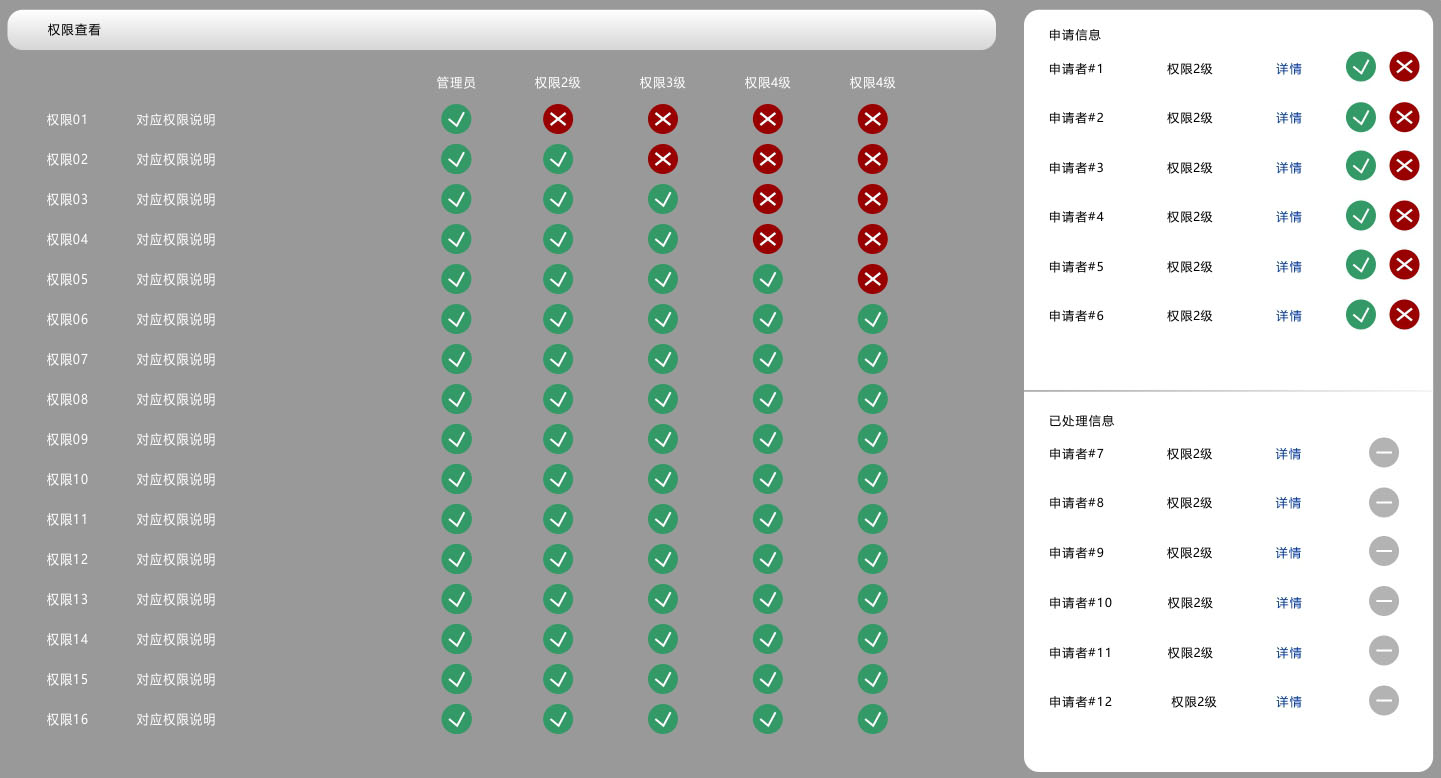 权限查看
管理员 权限2级 权限3级 权限4级 权限4级
权限01 对应权限说明
权限02 对应权限说明
权限03 对应权限说明
权限04 对应权限说明
权限05 对应权限说明
权限06 对应权限说明
权限07 对应权限说明
权限08 对应权限说明
权限09 对应权限说明
权限10 对应权限说明
权限11 对应权限说明
权限12 对应权限说明
权限13 对应权限说明
权限14 对应权限说明
权限15 对应权限说明
权限16 对应权限说明
申请信息
申请者#1 权限2级 详情
申请者#2 权限2级 详情
申请者#3 权限2级 详情
申请者#4 权限2级 详情
申请者#5 权限2级 详情
申请者#6 权限2级 详情
已处理信息
申请者#7 权限2级 详情
申请者#8 权限2级 详情
申请者#9 权限2级 详情
申请者#10 权限2级 详情
申请者#11 权限2级 详情
申请者#12 权限2级 详情